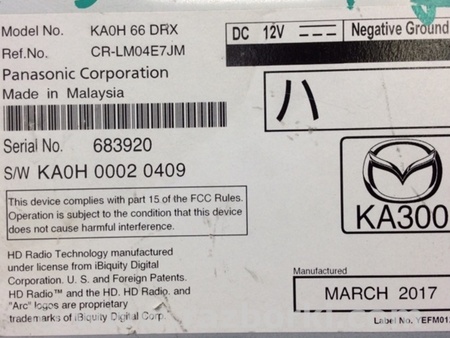 Model No. KA0H 66 DRX
Ref.No. CR-LM04E7JM
Panasonic Corporation
Made in Malaysia
Serial No. 683920
S/W KA0H 0002 0409
This device complies with part 15 of the FCC Rules.
Operation is subject to the condition that this device
does not cause harmful interference.
HD Radio Technology manufactured
under license from iBiquity Digital
Corporation. U. S. and Foreign Patents.
HD Radio™ and the HD. HD Radio. and
"Arc" logos are proprietary
trademarks of iBiquity Digital Corp.
DC 12V Negative Ground
ハ
KA300
Manufactured
MARCH 2017
Label No. YEFM01